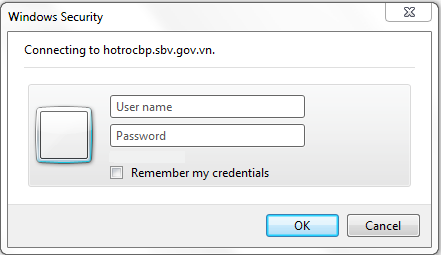 Windows Security
Connecting to hotrocbp.sbv.gov.vn.
User name
Password
Remember my credentials
OK
Cancel